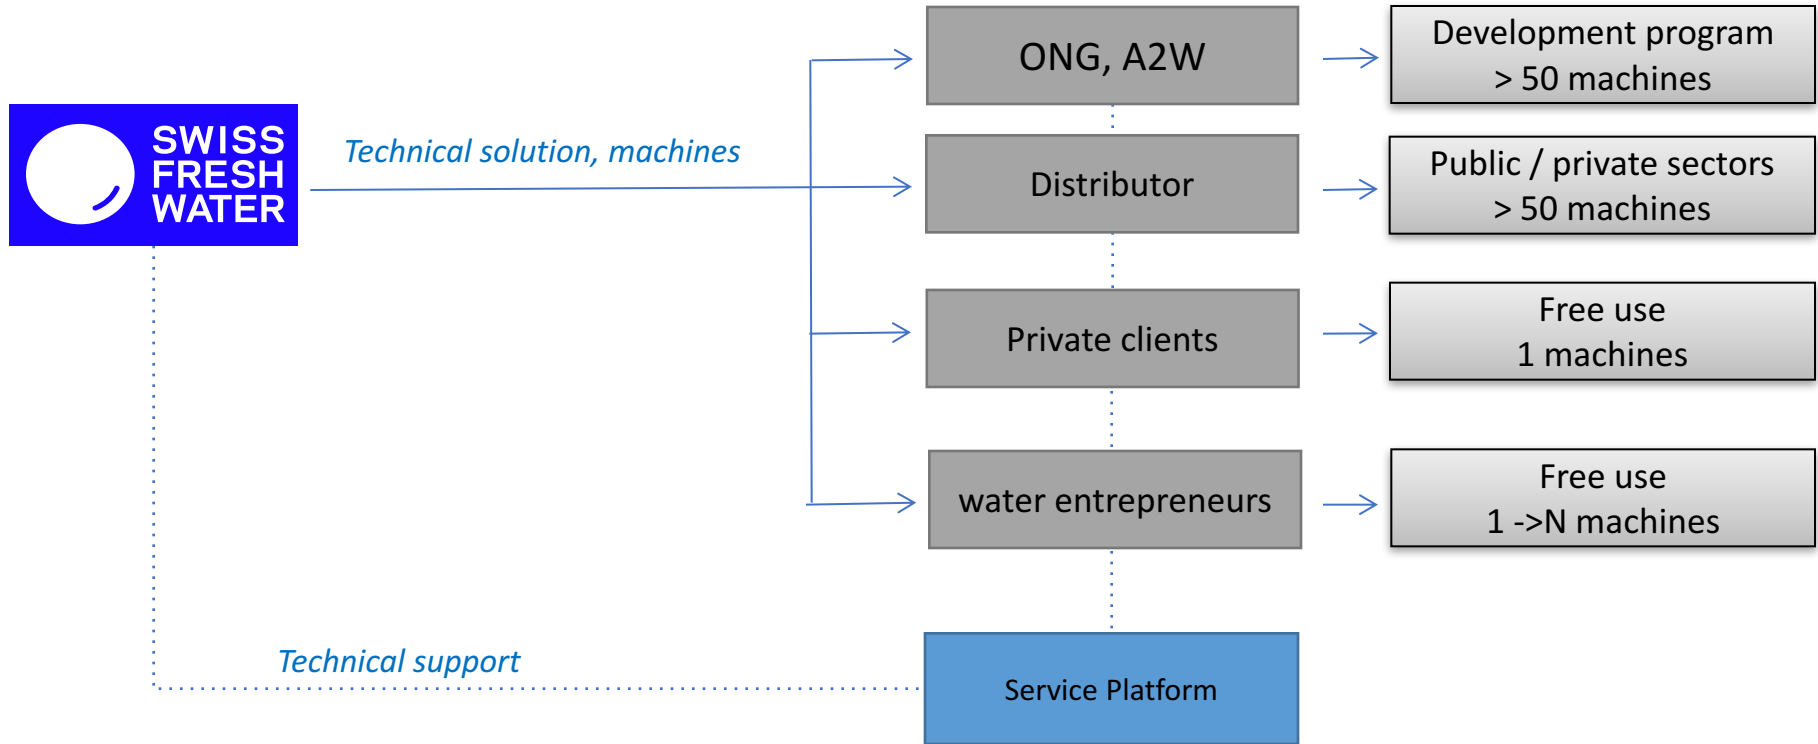 SWISS
FRESH
WATER
Technical solution, machines
Technical support
ONG, A2W
Development program
> 50 machines
Distributor
Public / private sectors
> 50 machines
Private clients
Free use
1 machines
water entrepreneurs
Free use
1 ->N machines
Service Platform